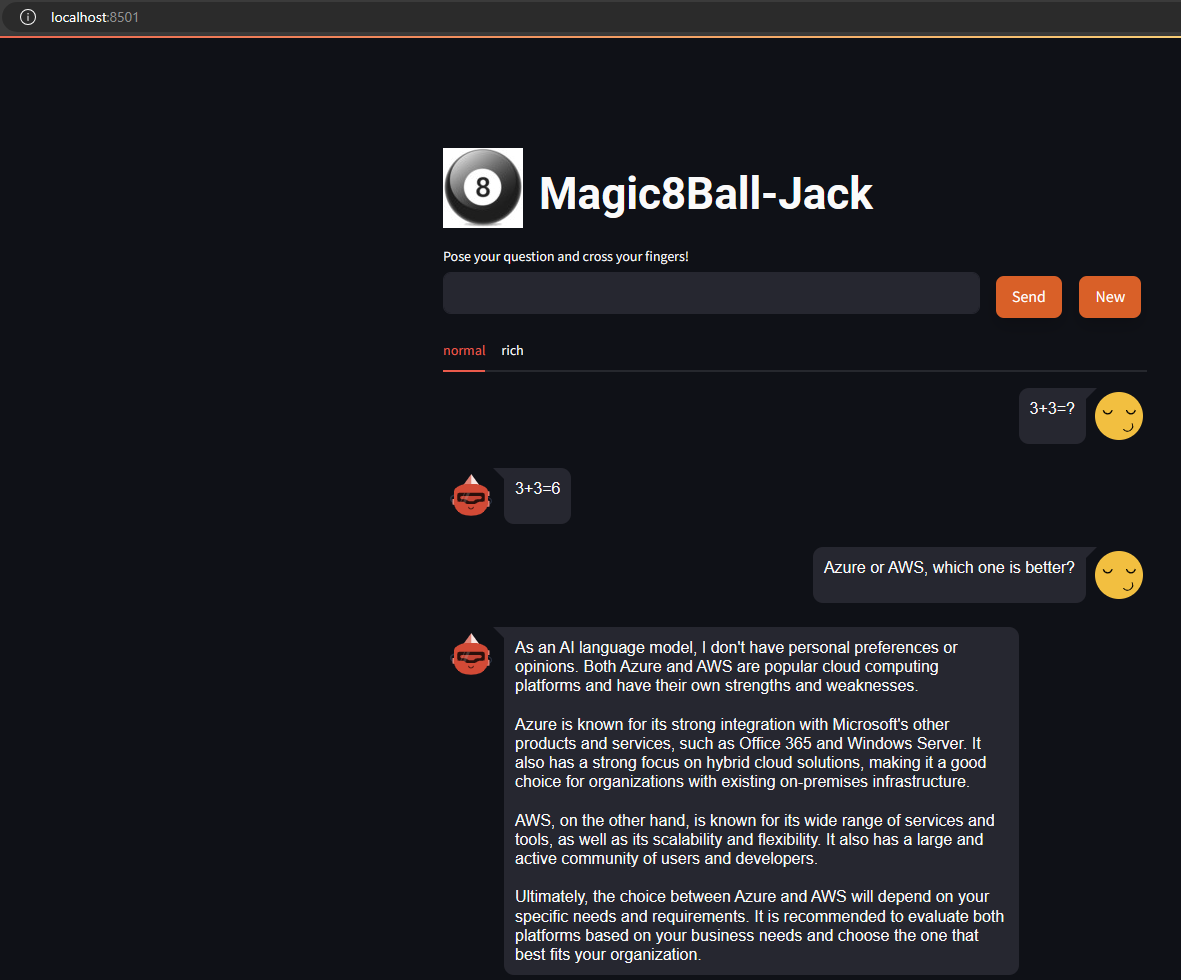 localhost:8501
8
Magic8Ball-Jack
Pose your question and cross your fingers!
Send
New
normal
rich
3+3=?
3+3=6
Azure or AWS, which one is better?
As an AI language model, I don't have personal preferences or
opinions. Both Azure and AWS are popular cloud computing
platforms and have their own strengths and weaknesses.
Azure is known for its strong integration with Microsoft's other
products and services, such as Office 365 and Windows Server. It
also has a strong focus on hybrid cloud solutions, making it a good
choice for organizations with existing on-premises infrastructure.
AWS, on the other hand, is known for its wide range of services and
tools, as well as its scalability and flexibility. It also has a large and
active community of users and developers.
Ultimately, the choice between Azure and AWS will depend on your
specific needs and requirements. It is recommended to evaluate both
platforms based on your business needs and choose the one that
best fits your organization.